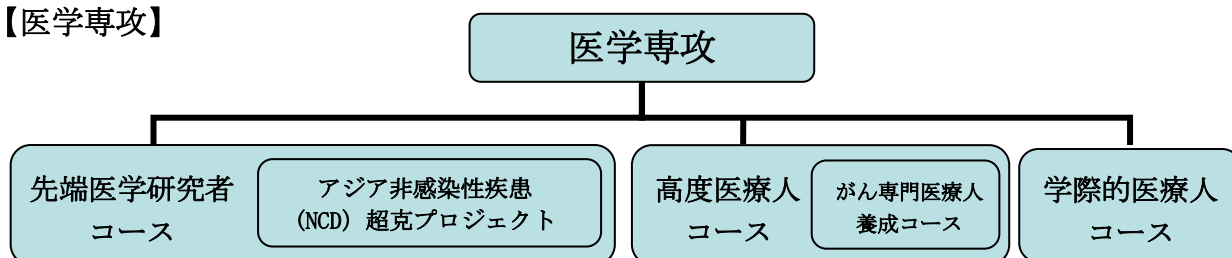 【医学専攻】
医学専攻
先端医学研究者
コース
アジア非感染性疾患
(NCD) 超克プロジェクト
高度医療人
コース
がん専門医療人
養成コース
学際的医療人
コース